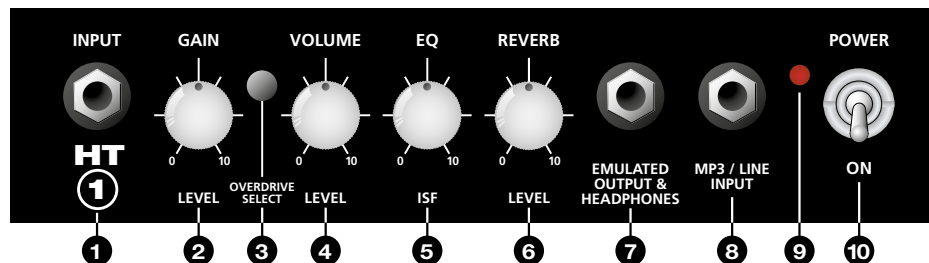 INPUT GAIN VOLUME EQ REVERB POWER
0 10 0 10 0 10 0 10
HT
1
EMULATED
OUTPUT &
HEADPHONES
MP3 / LINE
INPUT
ON
OVERDRIVE
SELECT
LEVEL LEVEL ISF LEVEL
1 2 3 4 5 6 7 8 9 10